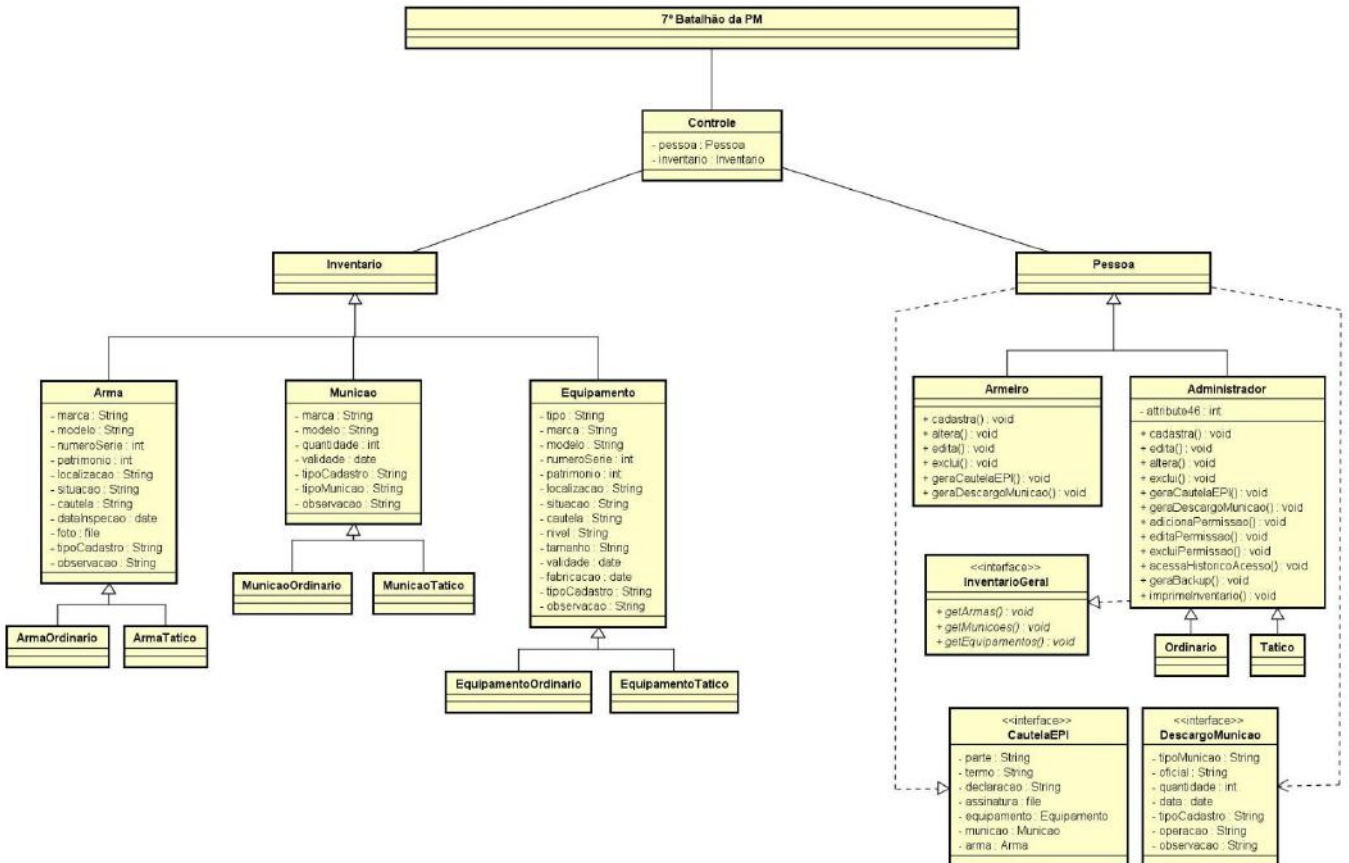 7º Batalhão da PM
Controle
- pessoa : Pessoa
- inventario : Inventario
Inventario
Pessoa
Arma
- marca : String
- modelo : String
- numeroSerie : int
- patrimonio : int
- localizacao : String
- situacao : String
- cautela : String
- dataInspecao : date
- foto : file
- tipoCadastro : String
- observacao : String
Municao
- marca : String
- modelo : String
- quantidade : int
- validade : date
- tipoCadastro : String
- tipoMunicao : String
- observacao : String
Equipamento
- tipo : String
- marca : String
- modelo : String
- numeroSerie : int
- patrimonio : int
- localizacao : String
- situacao : String
- cautela : String
- nivel : String
- tamanho : String
- validade : date
- fabricacao : date
- tipoCadastro : String
- observacao : String
Armeiro
+ cadastra() : void
+ altera() : void
+ edita() : void
+ exclui() : void
+ geraCautelaEPI() : void
+ geraDescargoMunicao() : void
Administrador
- attribute46 : int
+ cadastra() : void
+ edita() : void
+ altera() : void
+ exclui() : void
+ geraCautelaEPI() : void
+ geraDescargoMunicao() : void
+ adicionaPermissao() : void
+ editaPermissao() : void
+ excluiPermissao() : void
+ acessaHistoricoAcesso() : void
+ geraBackup() : void
+ imprimeInventario() : void
ArmaOrdinario
ArmaTatico
MunicaoOrdinario
MunicaoTatico
EquipamentoOrdinario
EquipamentoTatico
<<interface>>
InventarioGeral
+ getArmas() : void
+ getMunicoes() : void
+ getEquipamentos() : void
Ordinario
Tatico
<<interface>>
CautelaEPI
- parte : String
- termo : String
- declaracao : String
- assinatura : file
- equipamento : Equipamento
- municao : Municao
- arma : Arma
<<interface>>
DescargoMunicao
- tipoMunicao : String
- oficial : String
- quantidade : int
- data : date
- tipoCadastro : String
- operacao : String
- observacao : String